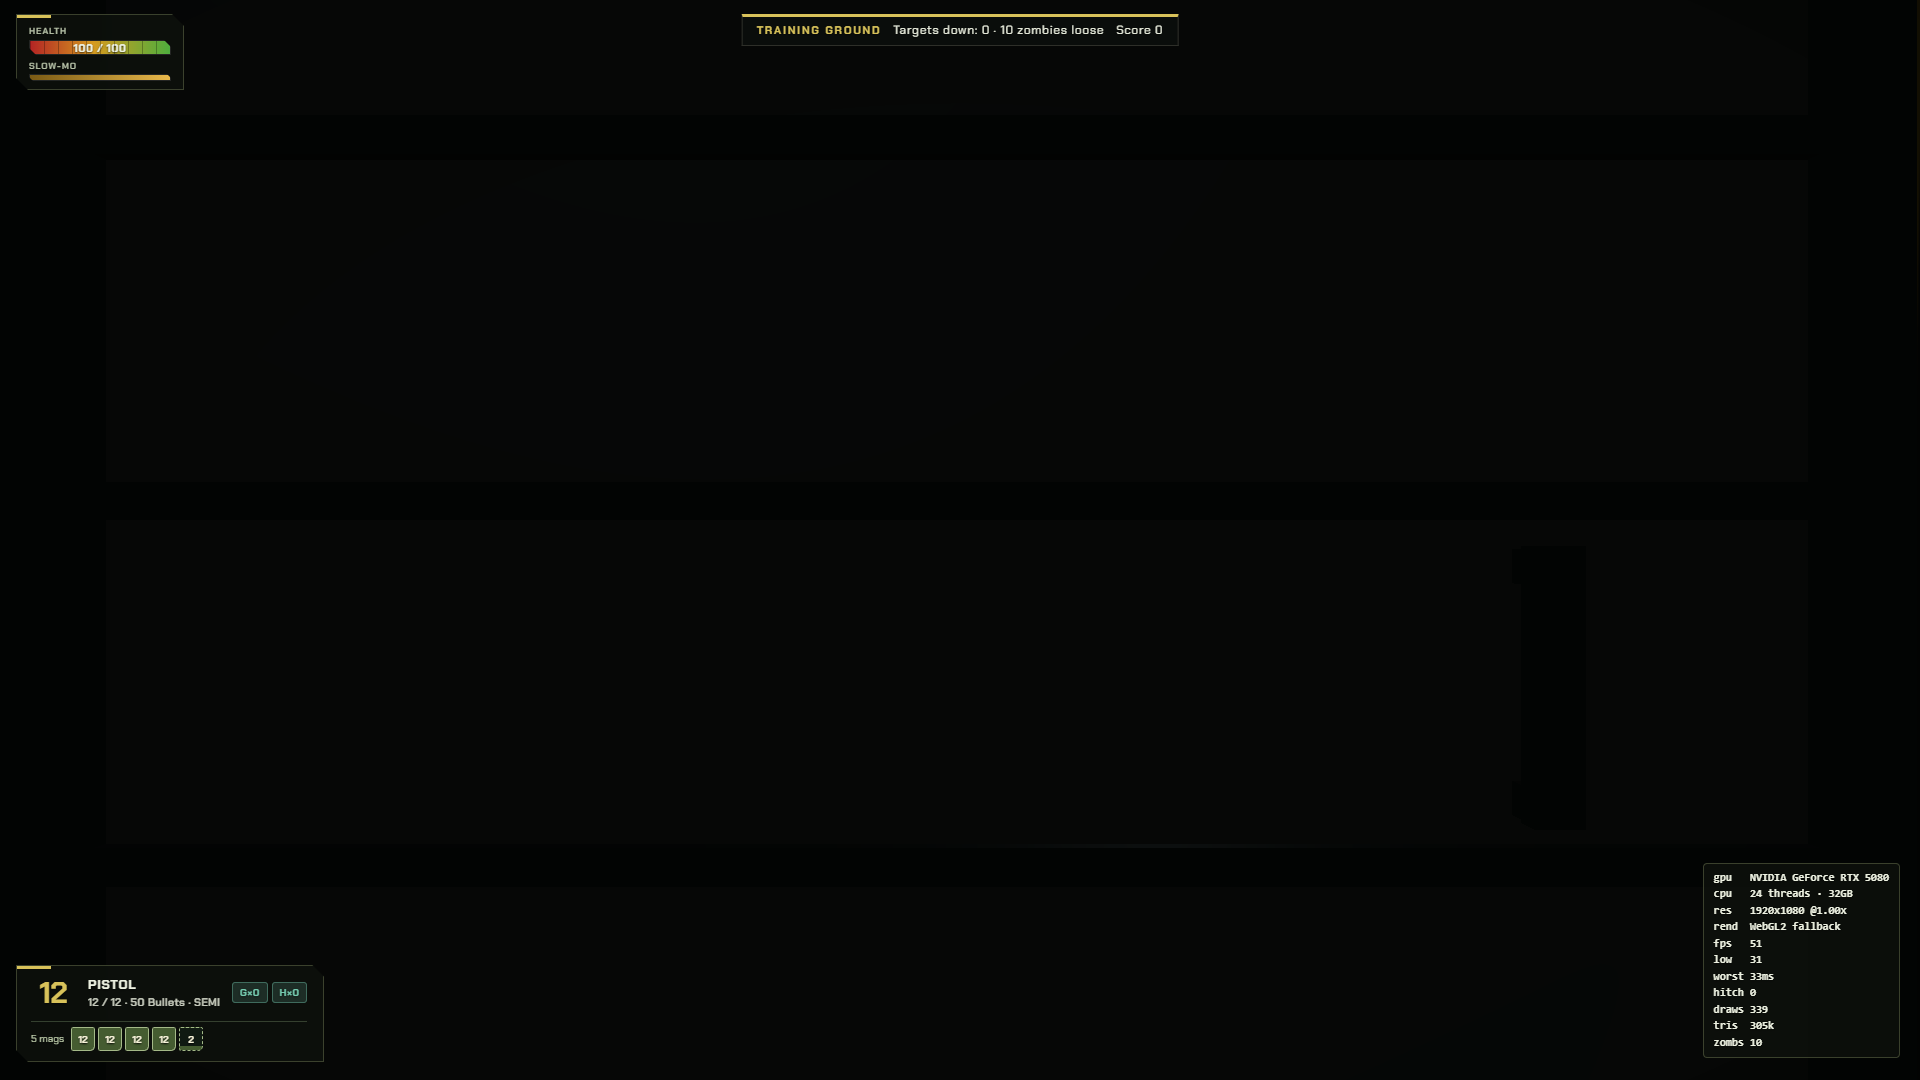 HEALTH
100 / 100
SLOW-MO
TRAINING GROUND Targets down: 0 · 10 zombies loose Score 0
12 PISTOL
12 / 12 · 50 Bullets · SEMI G×0 H×0
5 mags 12 12 12 12 2
gpu NVIDIA GeForce RTX 5080
cpu 24 threads · 32GB
res 1920x1080 @1.00x
rend WebGL2 fallback
fps 51
low 31
worst 33ms
hitch 0
draws 339
tris 305k
zombs 10